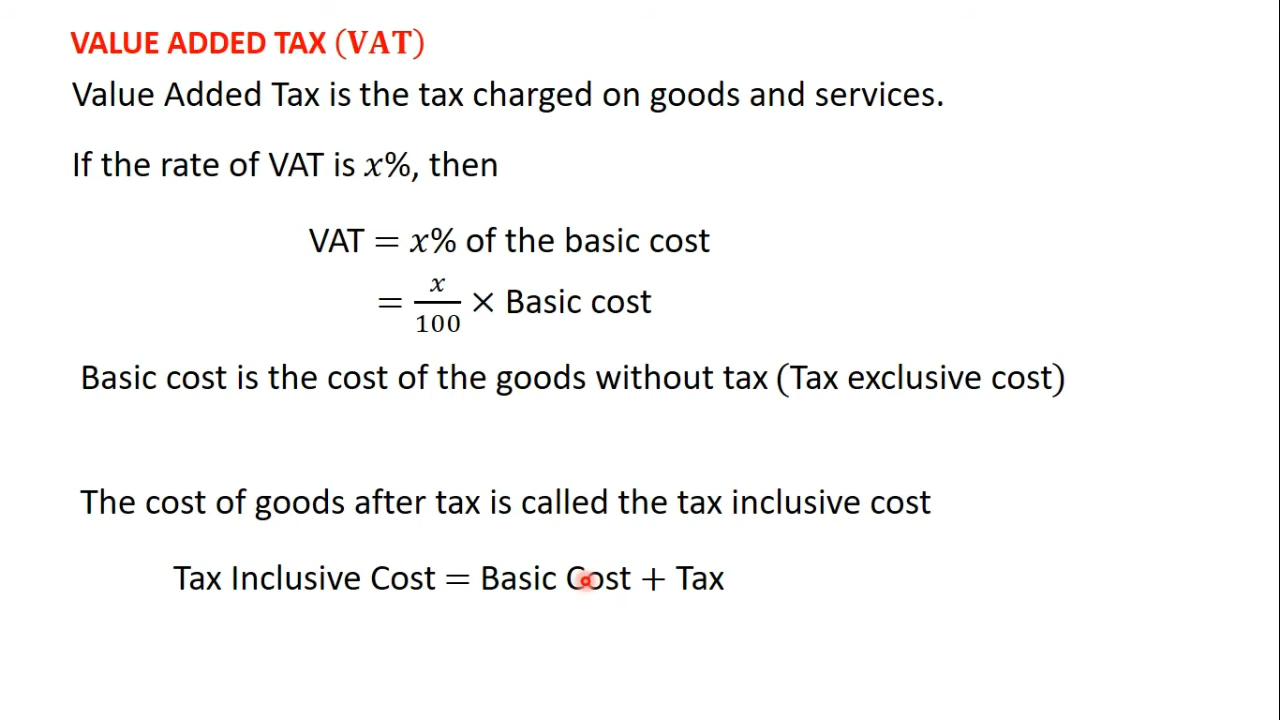 VALUE ADDED TAX (VAT)
Value Added Tax is the tax charged on goods and services.
If the rate of VAT is x%, then
VAT = x% of the basic cost
= x/100 × Basic cost
Basic cost is the cost of the goods without tax (Tax exclusive cost)
The cost of goods after tax is called the tax inclusive cost
Tax Inclusive Cost = Basic Cost + Tax